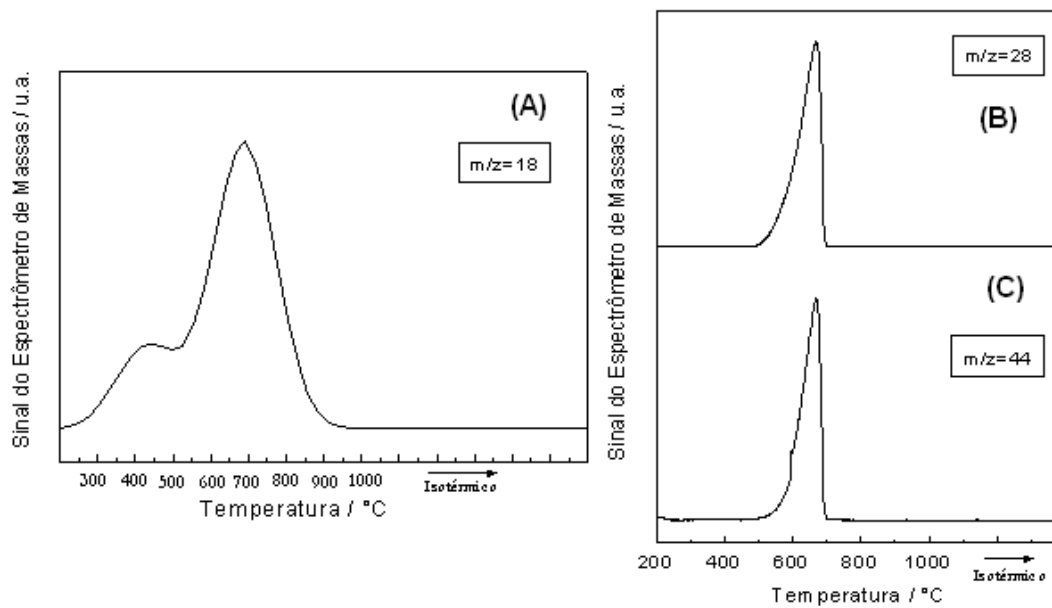 Sinal do Espectrômetro de Massas / u.a.
(A)
m/z=18
300 400 500 600 700 800 900 1000
Isotérmico
Temperatura / °C
Sinal do Espectrômetro de Massas / u.a.
m/z=28
(B)
(C)
m/z=44
200 400 600 800 1000
Isotérmico
Temperatura / °C